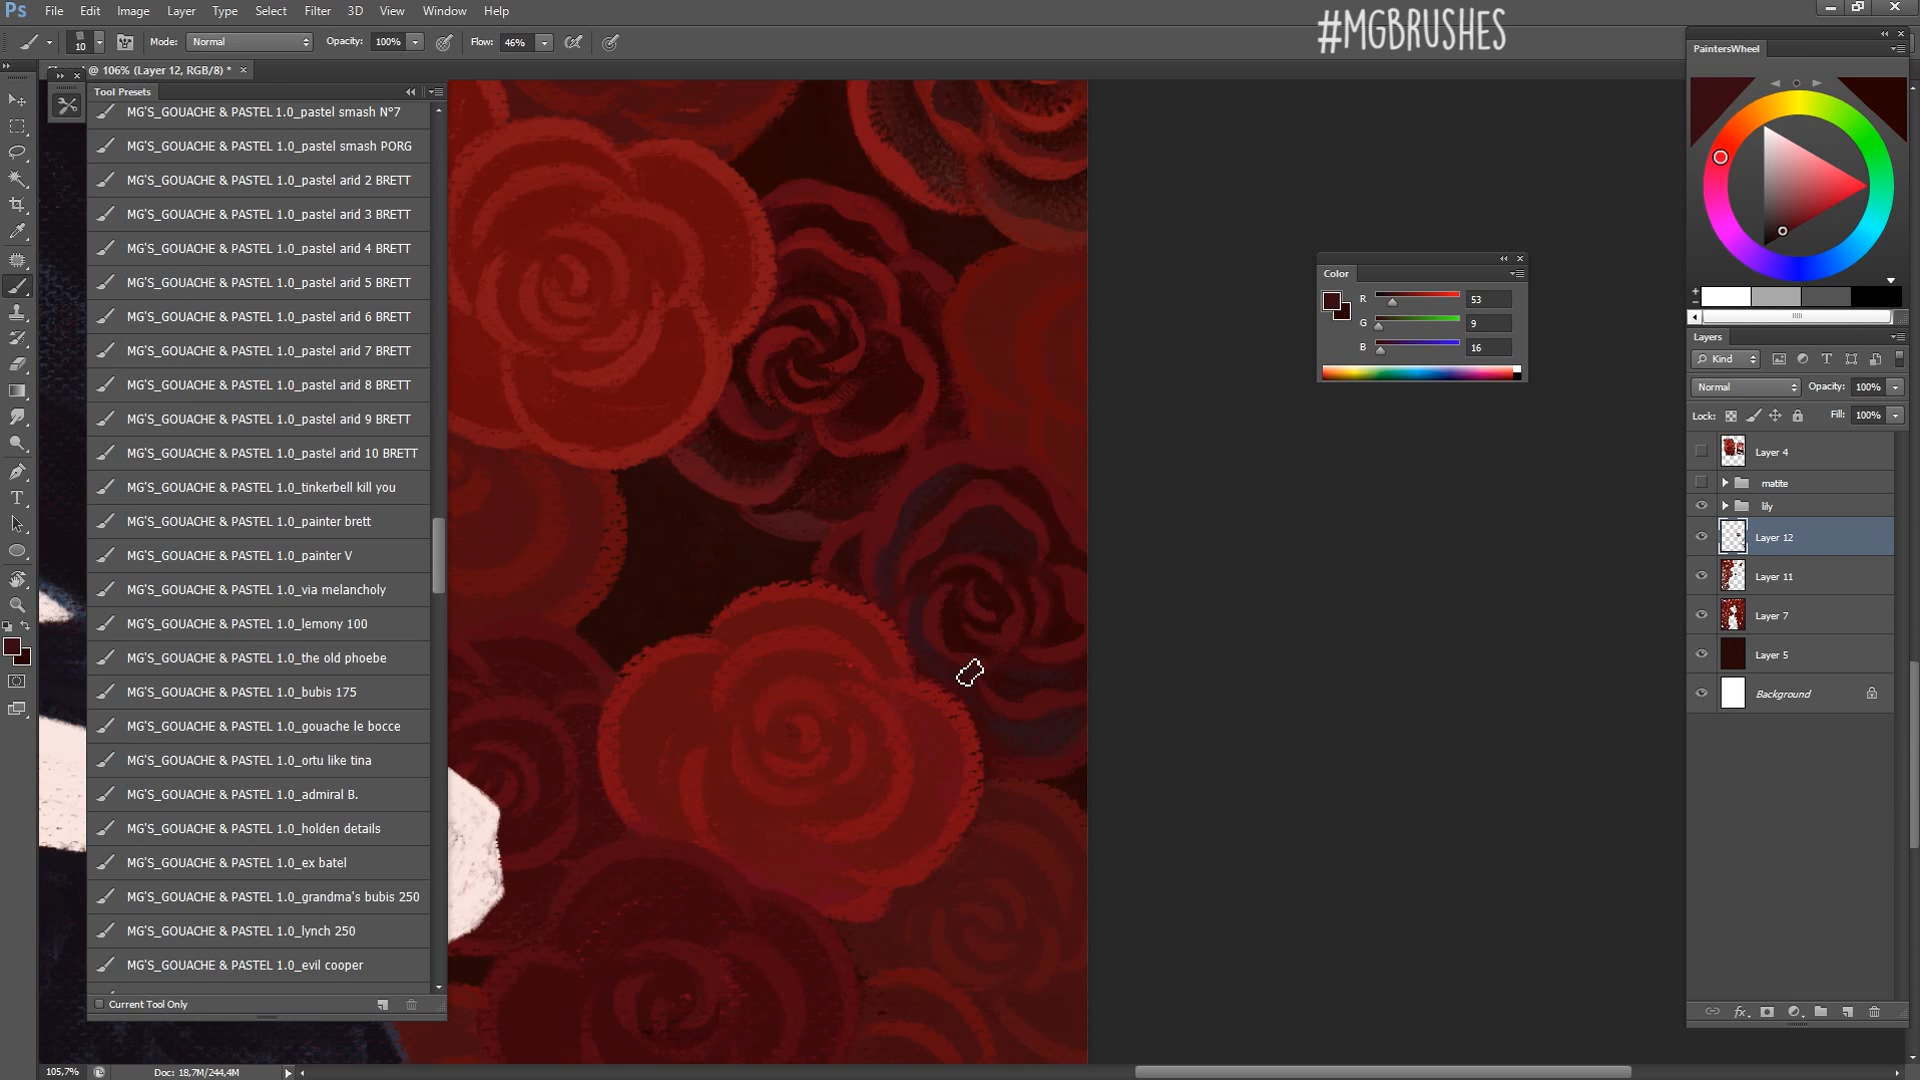 Ps File Edit Image Layer Type Select Filter 3D View Window Help
#MGBRUSHES
10 Mode: Normal Opacity: 100% Flow: 46%
@ 106% (Layer 12, RGB/8) * ×
Tool Presets
MG'S_GOUACHE & PASTEL 1.0_pastel smash N°7
MG'S_GOUACHE & PASTEL 1.0_pastel smash PORG
MG'S_GOUACHE & PASTEL 1.0_pastel arid 2 BRETT
MG'S_GOUACHE & PASTEL 1.0_pastel arid 3 BRETT
MG'S_GOUACHE & PASTEL 1.0_pastel arid 4 BRETT
MG'S_GOUACHE & PASTEL 1.0_pastel arid 5 BRETT
MG'S_GOUACHE & PASTEL 1.0_pastel arid 6 BRETT
MG'S_GOUACHE & PASTEL 1.0_pastel arid 7 BRETT
MG'S_GOUACHE & PASTEL 1.0_pastel arid 8 BRETT
MG'S_GOUACHE & PASTEL 1.0_pastel arid 9 BRETT
MG'S_GOUACHE & PASTEL 1.0_pastel arid 10 BRETT
MG'S_GOUACHE & PASTEL 1.0_tinkerbell kill you
MG'S_GOUACHE & PASTEL 1.0_painter brett
MG'S_GOUACHE & PASTEL 1.0_painter V
MG'S_GOUACHE & PASTEL 1.0_via melancholy
MG'S_GOUACHE & PASTEL 1.0_lemony 100
MG'S_GOUACHE & PASTEL 1.0_the old phoebe
MG'S_GOUACHE & PASTEL 1.0_bubis 175
MG'S_GOUACHE & PASTEL 1.0_gouache le bocce
MG'S_GOUACHE & PASTEL 1.0_ortu like tina
MG'S_GOUACHE & PASTEL 1.0_admiral B.
MG'S_GOUACHE & PASTEL 1.0_holden details
MG'S_GOUACHE & PASTEL 1.0_ex batel
MG'S_GOUACHE & PASTEL 1.0_grandma's bubis 250
MG'S_GOUACHE & PASTEL 1.0_lynch 250
MG'S_GOUACHE & PASTEL 1.0_evil cooper
Current Tool Only
105,7% Doc: 18,7M/244,4M
Color
R 53
G 9
B 16
PaintersWheel
Layers
Kind
Normal Opacity: 100%
Lock: Fill: 100%
Layer 4
matite
lily
Layer 12
Layer 11
Layer 7
Layer 5
Background